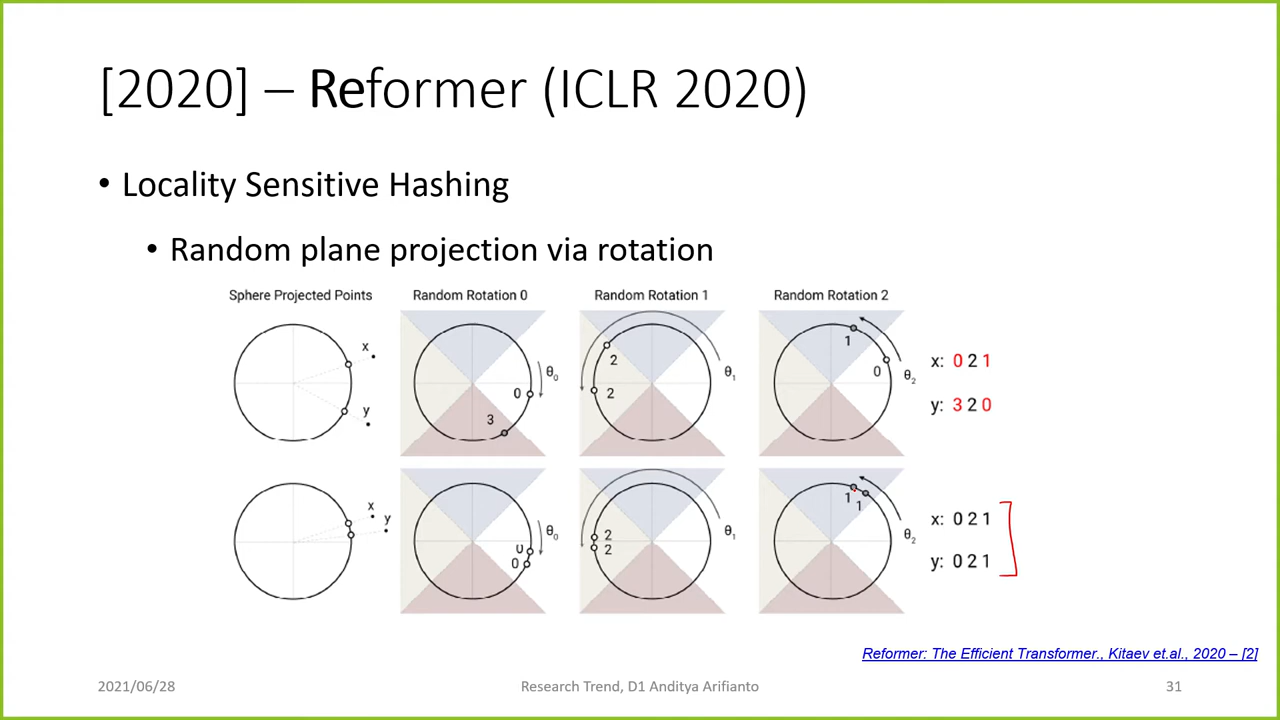 [2020] – Reformer (ICLR 2020)
• Locality Sensitive Hashing
• Random plane projection via rotation
Sphere Projected Points
Random Rotation 0
Random Rotation 1
Random Rotation 2
x
y
0
3
θ0
2
2
θ1
1
0
θ2
x: 0 2 1
y: 3 2 0
x
y
0
0
θ0
2
2
θ1
1
1
θ2
x: 0 2 1
y: 0 2 1
Reformer: The Efficient Transformer., Kitaev et.al., 2020 – [2]
2021/06/28
Research Trend, D1 Anditya Arifianto
31